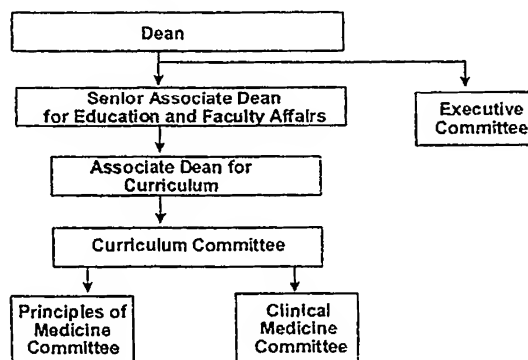 Dean
Senior Associate Dean
for Education and Faculty Affairs
Executive
Committee
Associate Dean for
Curriculum
Curriculum Committee
Principles of
Medicine
Committee
Clinical
Medicine
Committee